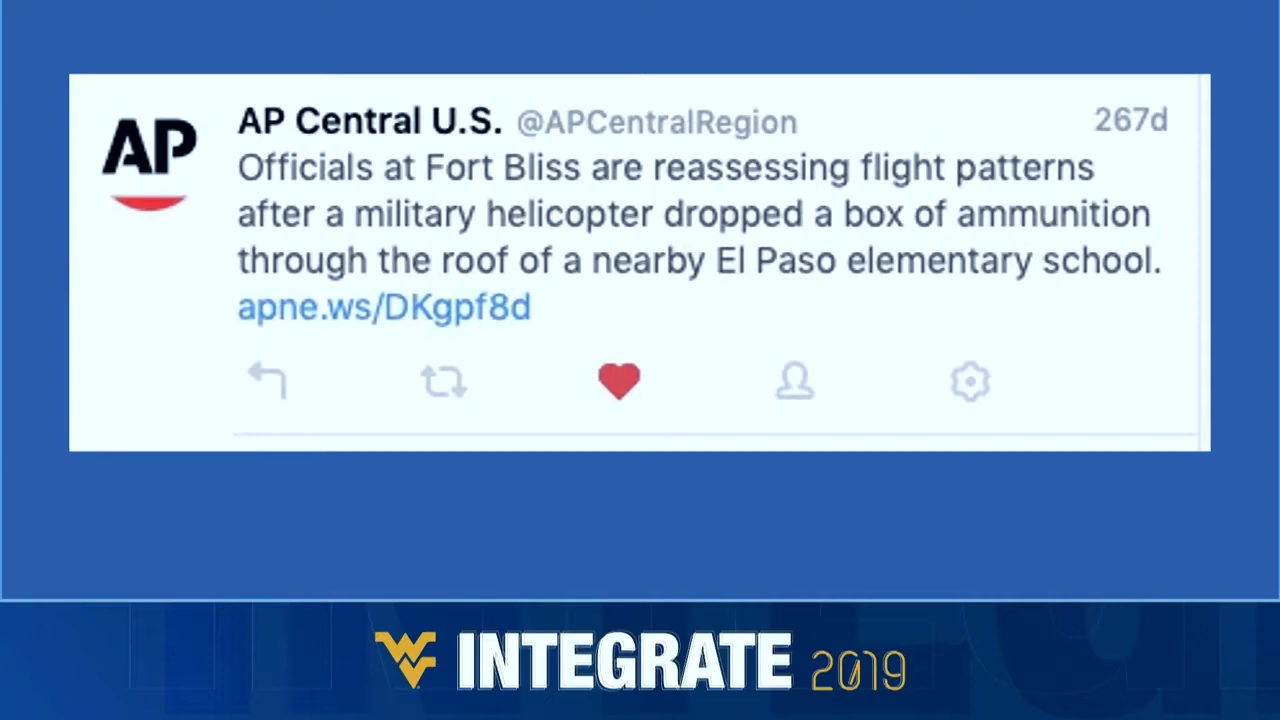 AP
AP Central U.S. @APCentralRegion 267d
Officials at Fort Bliss are reassessing flight patterns
after a military helicopter dropped a box of ammunition
through the roof of a nearby El Paso elementary school.
apne.ws/DKgpf8d
WV INTEGRATE 2019